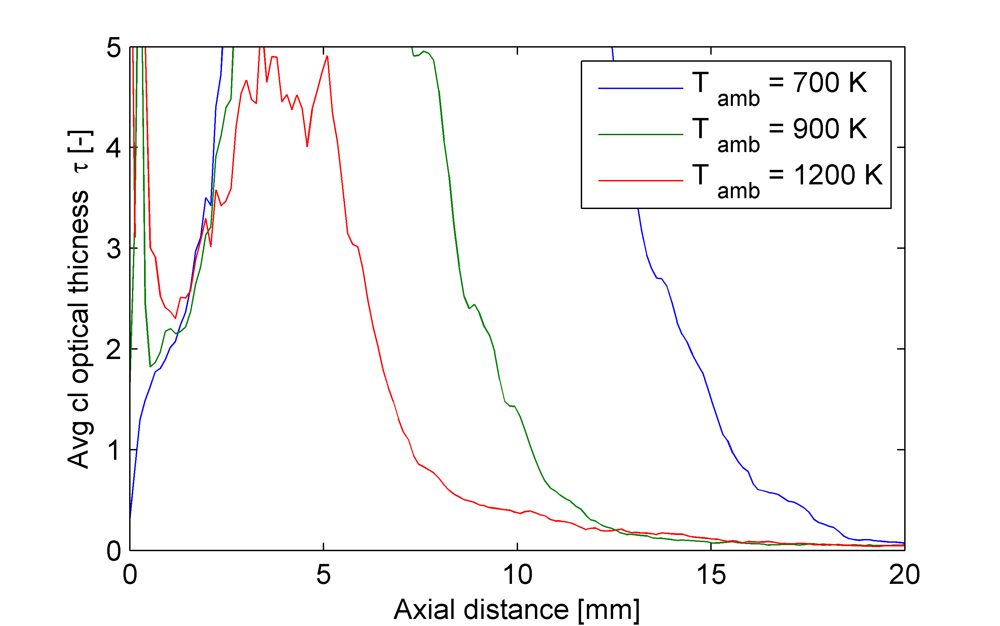 5
4
3
2
1
0
0 5 10 15 20
Avg cl optical thicness τ [-]
Axial distance [mm]
T amb = 700 K
T amb = 900 K
T amb = 1200 K